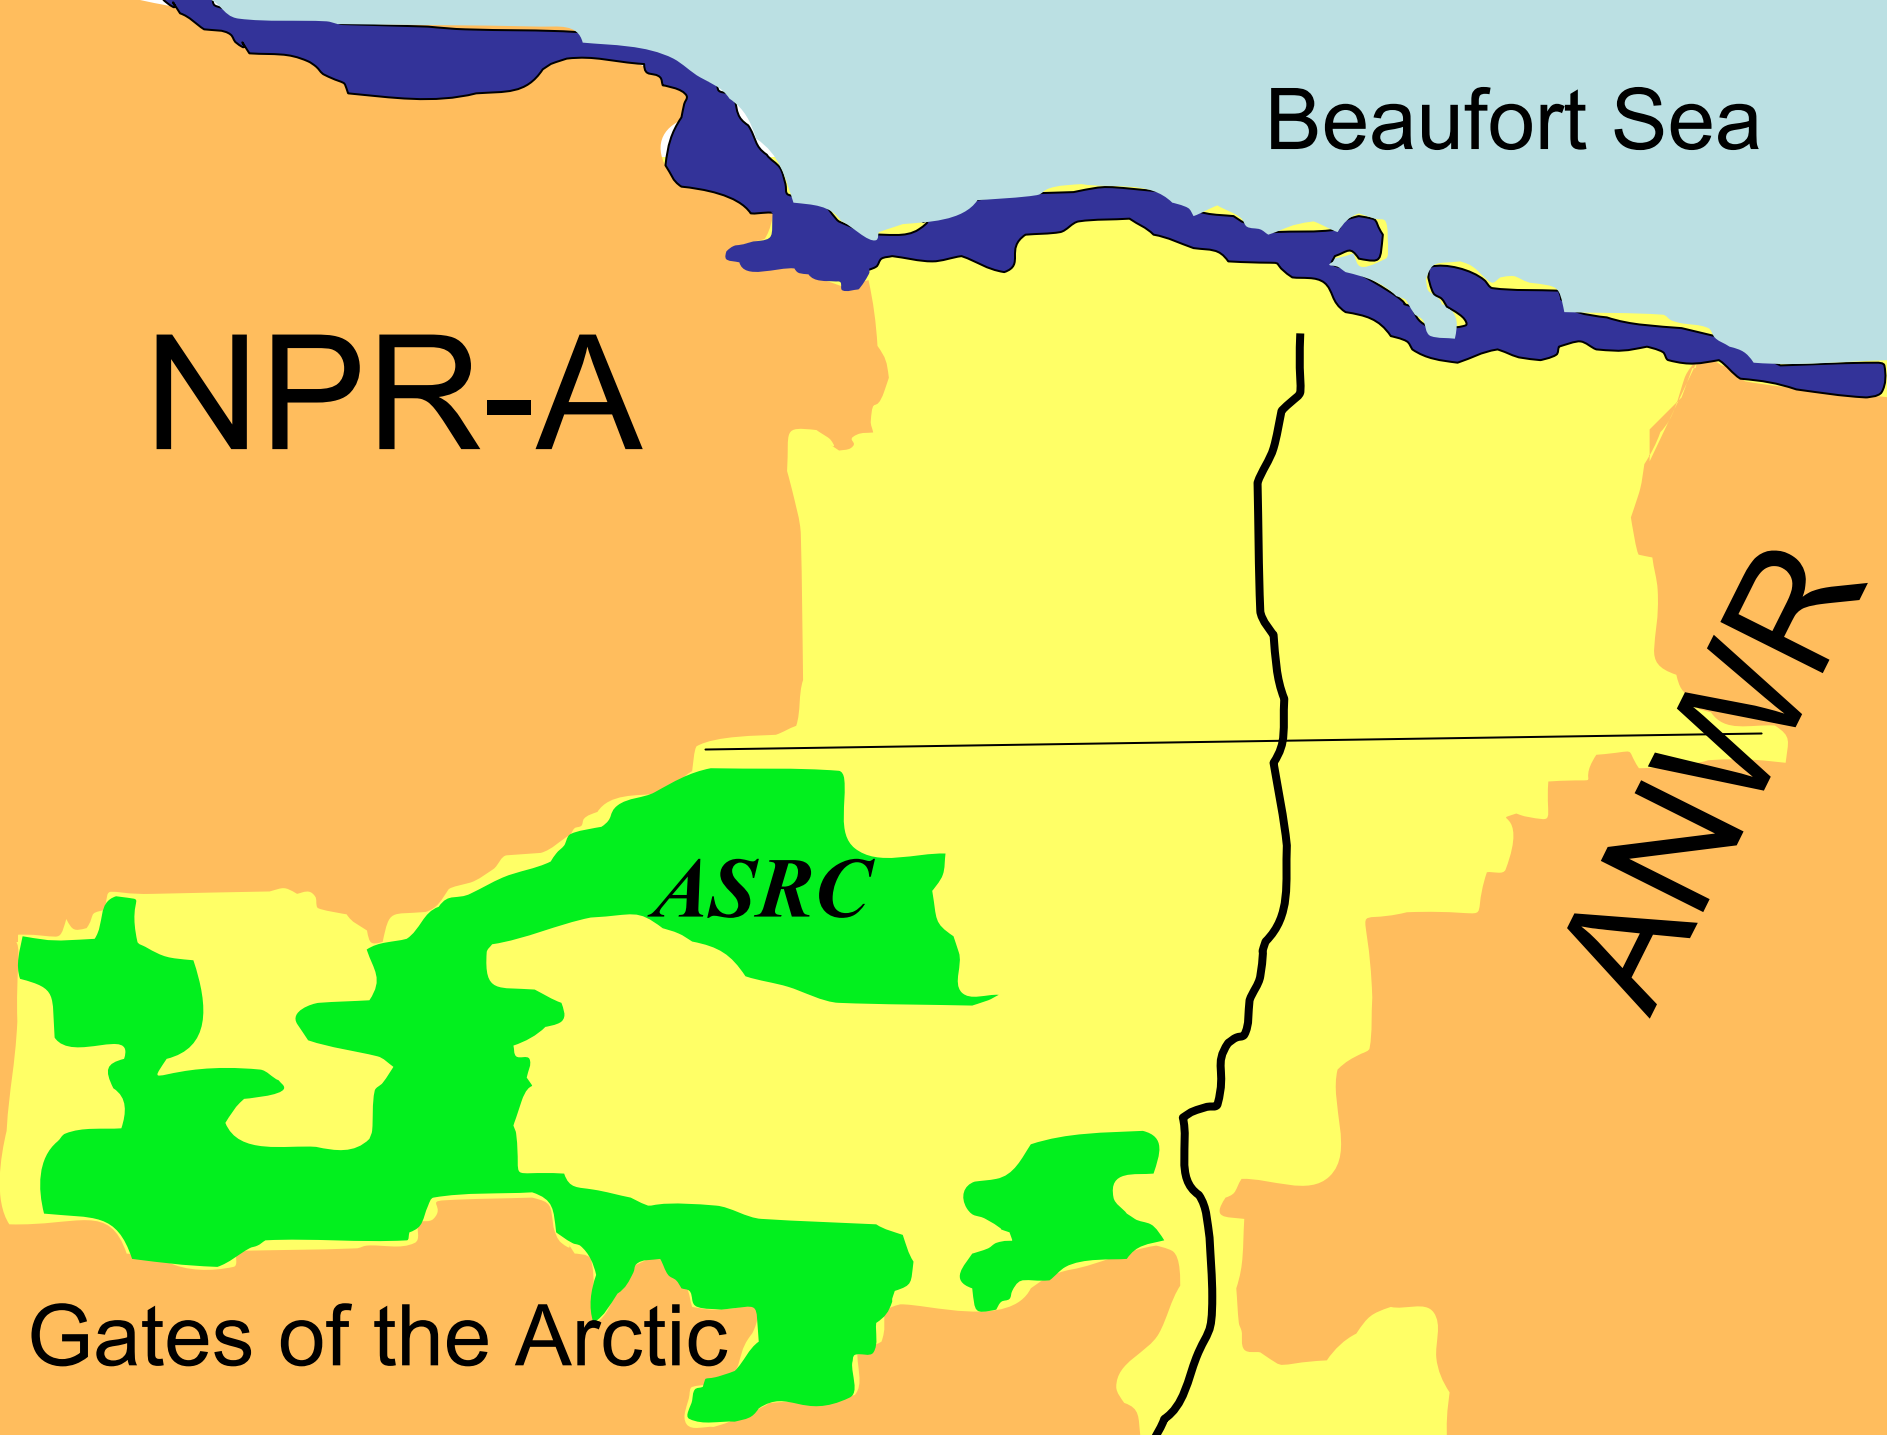 Beaufort Sea
NPR-A
ANWR
ASRC
Gates of the Arctic